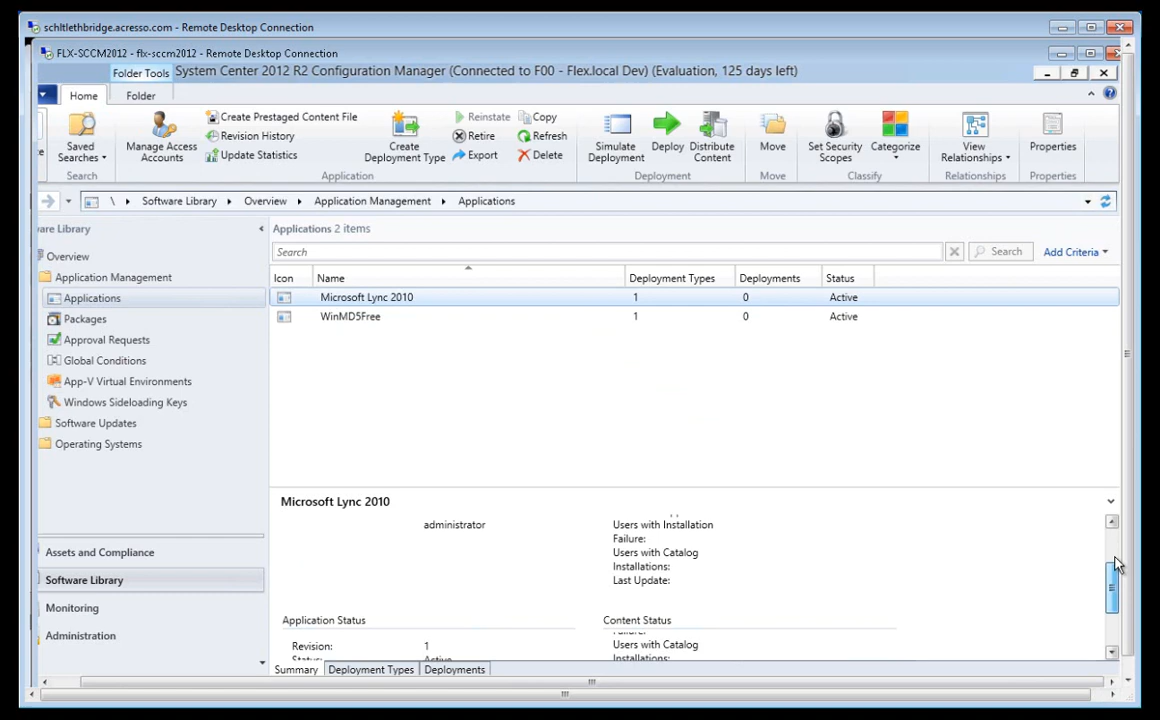 schltlethbridge.acresso.com - Remote Desktop Connection
FLX-SCCM2012 - flx-sccm2012 - Remote Desktop Connection
Folder Tools System Center 2012 R2 Configuration Manager (Connected to F00 - Flex.local Dev) (Evaluation, 125 days left)
Home Folder
Saved Searches
Search
Manage Access Accounts
Create Prestaged Content File
Revision History
Update Statistics
Create Deployment Type
Reinstate
Retire
Export
Copy
Refresh
Delete
Application
Simulate Deployment
Deploy
Distribute Content
Deployment
Move
Move
Set Security Scopes
Categorize
Classify
View Relationships
Relationships
Properties
Properties
\ Software Library Overview Application Management Applications
are Library
Overview
Application Management
Applications
Packages
Approval Requests
Global Conditions
App-V Virtual Environments
Windows Sideloading Keys
Software Updates
Operating Systems
Assets and Compliance
Software Library
Monitoring
Administration
Applications 2 items
Search Search Add Criteria
Icon Name Deployment Types Deployments Status
Microsoft Lync 2010 1 0 Active
WinMD5Free 1 0 Active
Microsoft Lync 2010
administrator Users with Installation
Failure:
Users with Catalog
Installations:
Last Update:
Application Status Content Status
Revision: 1 Users with Catalog
Summary Deployment Types Deployments